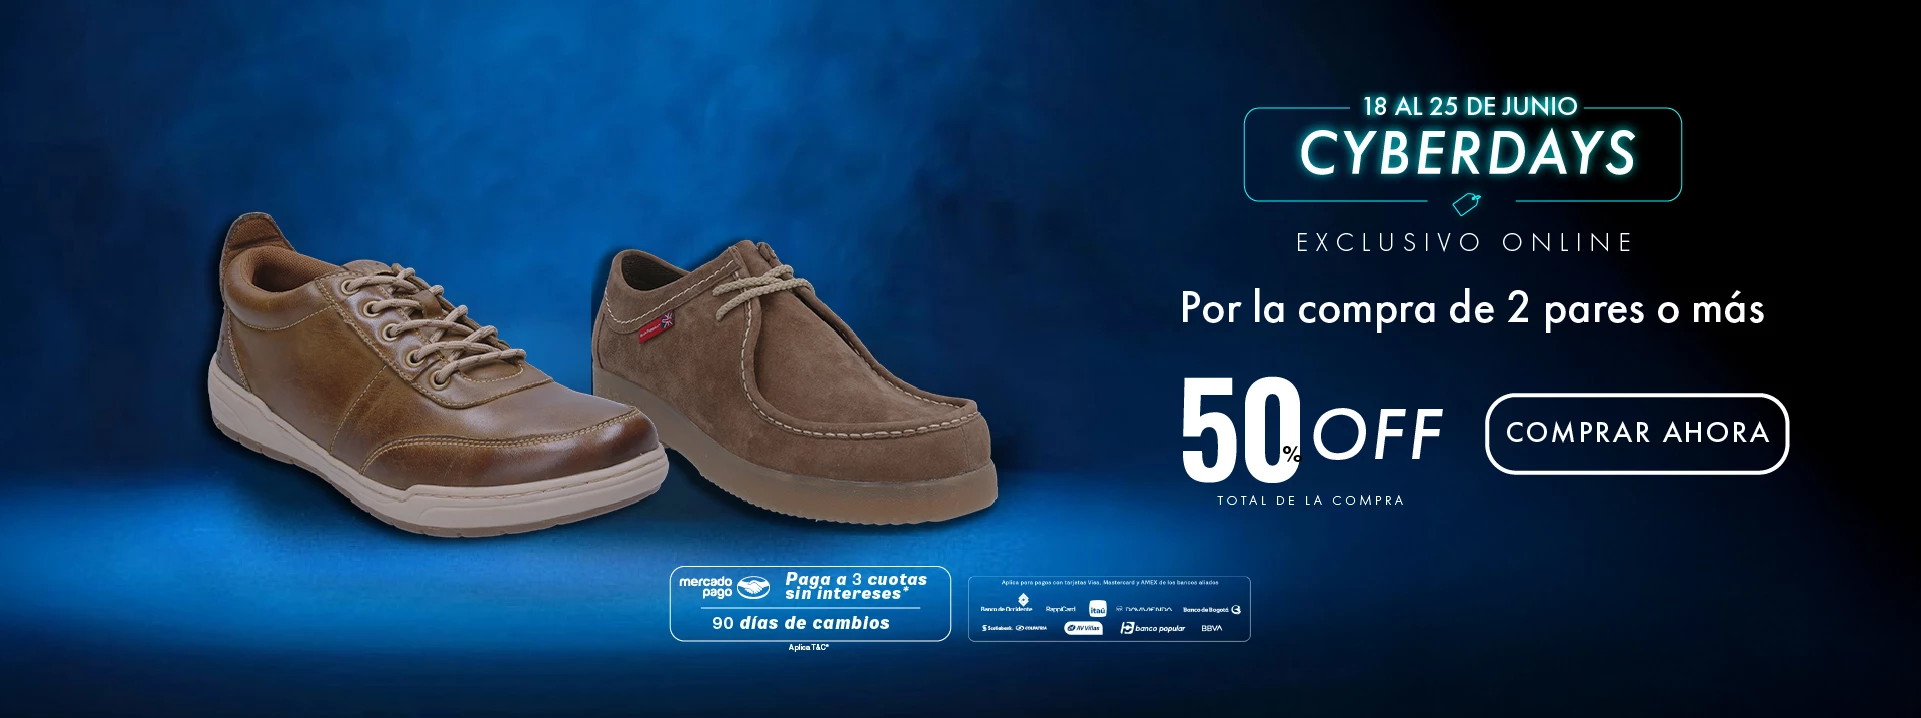 18 AL 25 DE JUNIO
CYBERDAYS
EXCLUSIVO ONLINE
Por la compra de 2 pares o más
50% OFF
TOTAL DE LA COMPRA
COMPRAR AHORA
mercado
pago
Paga a 3 cuotas
sin intereses*
90 días de cambios
Aplica T&C*
Aplica para pagos con tarjetas Visa, Mastercard y AMEX de los bancos aliados
Banco de Occidente RappiCard Itaú DAVIVIENDA Banco de Bogotá
Scotiabank COLPATRIA AV Villas banco popular BBVA